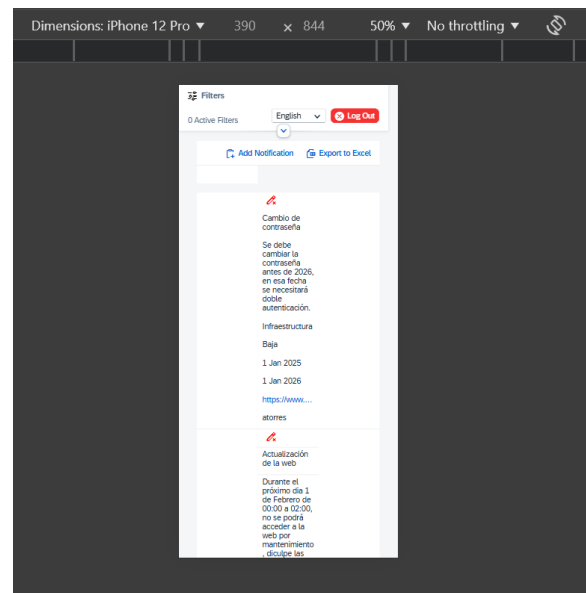 Dimensions: iPhone 12 Pro ▼ 390 × 844 50% ▼ No throttling ▼
Filters
0 Active Filters English Log Out
Add Notification Export to Excel
Cambio de
contraseña
Se debe
cambiar la
contraseña
antes de 2026,
en esa fecha
se necesitará
doble
autenticación.
Infraestructura
Baja
1 Jan 2025
1 Jan 2026
https://www....
atorres
Actualización
de la web
Durante el
próximo dia 1
de Febrero de
00:00 a 02:00,
no se podrá
acceder a la
web por
mantenimiento
, diculpe las